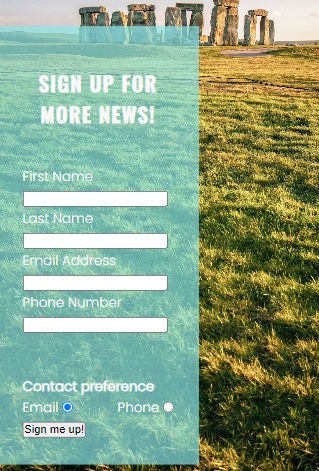 SIGN UP FOR
MORE NEWS!
First Name
Last Name
Email Address
Phone Number
Contact preference
Email Phone
Sign me up!